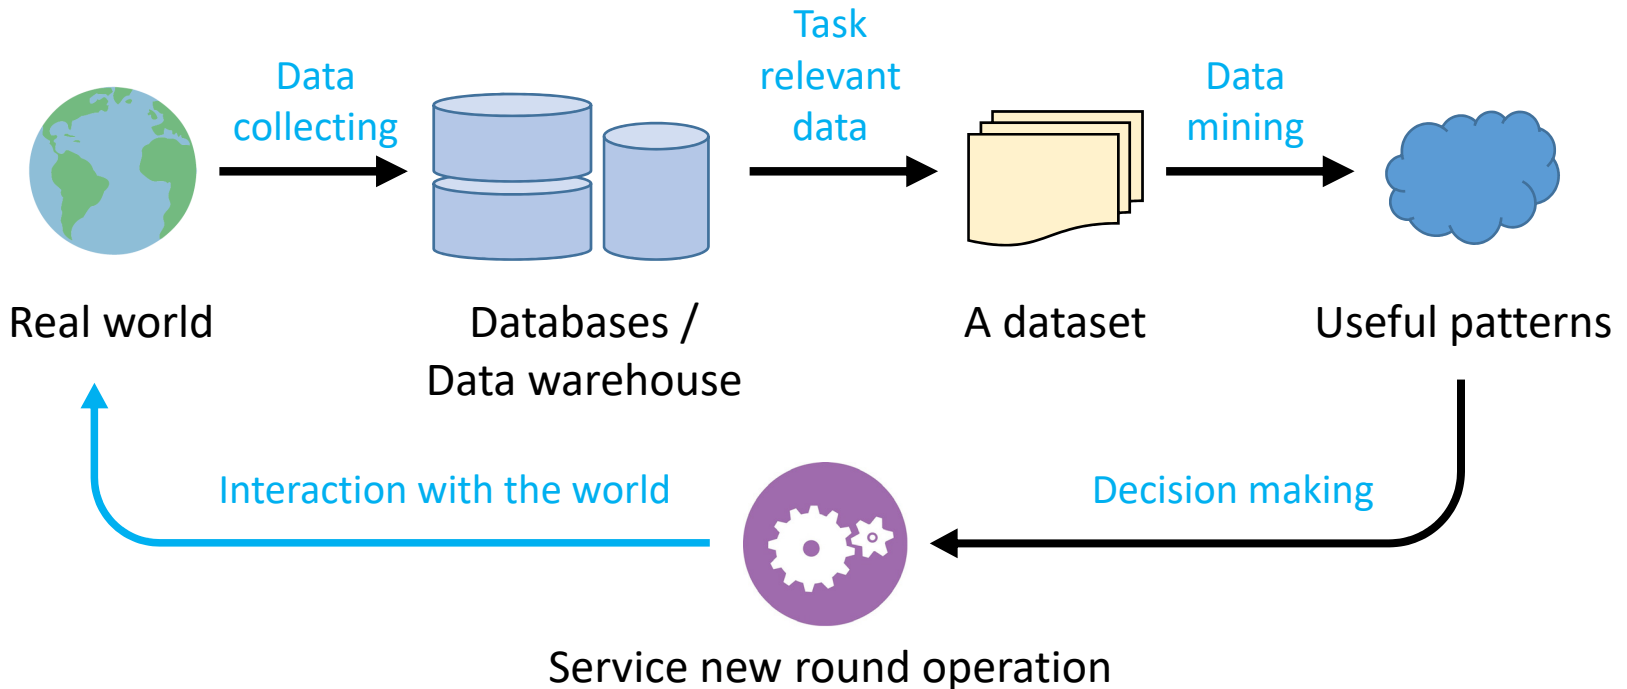 Task
relevant
data
Data
collecting
Data
mining
Real world
Databases /
Data warehouse
A dataset
Useful patterns
Interaction with the world
Decision making
Service new round operation